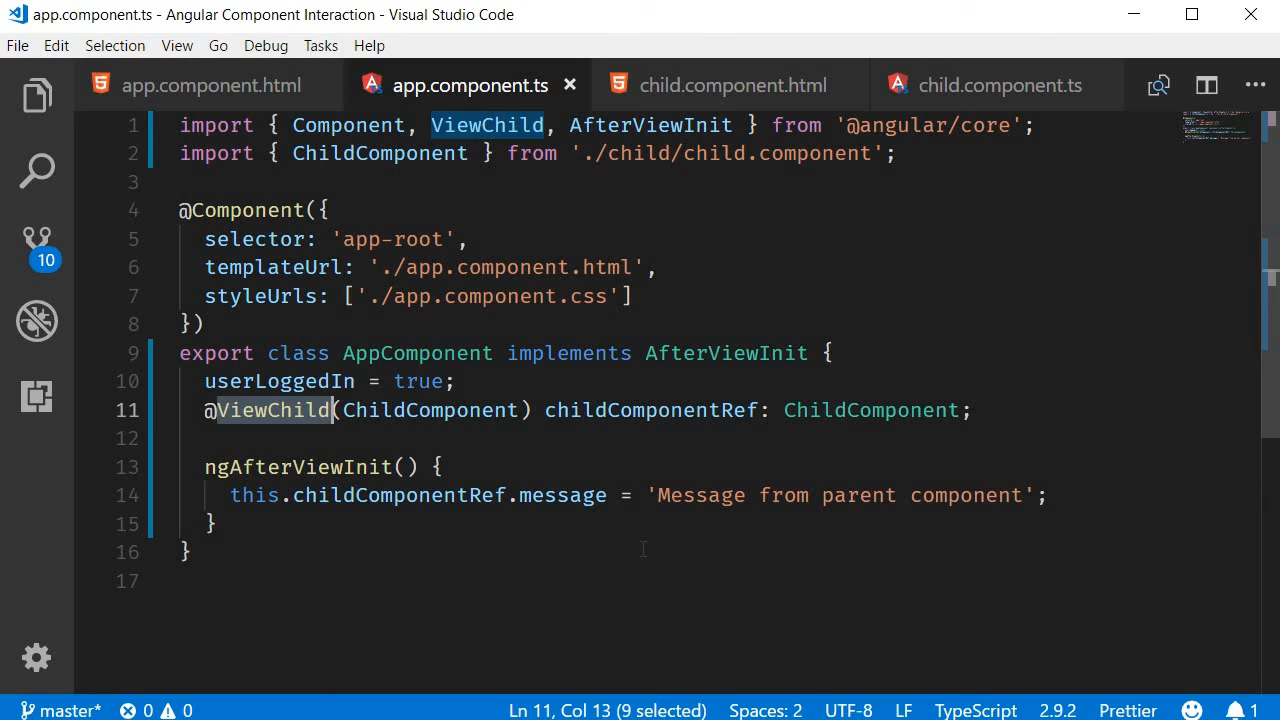 app.component.ts - Angular Component Interaction - Visual Studio Code
File Edit Selection View Go Debug Tasks Help
app.component.html app.component.ts child.component.html child.component.ts
1 import { Component, ViewChild, AfterViewInit } from '@angular/core';
2 import { ChildComponent } from './child/child.component';
3
4 @Component({
5 selector: 'app-root',
6 templateUrl: './app.component.html',
7 styleUrls: ['./app.component.css']
8 })
9 export class AppComponent implements AfterViewInit {
10 userLoggedIn = true;
11 @ViewChild(ChildComponent) childComponentRef: ChildComponent;
12
13 ngAfterViewInit() {
14 this.childComponentRef.message = 'Message from parent component';
15 }
16 }
17
10
master* 0 0 Ln 11, Col 13 (9 selected) Spaces: 2 UTF-8 LF TypeScript 2.9.2 Prettier 1